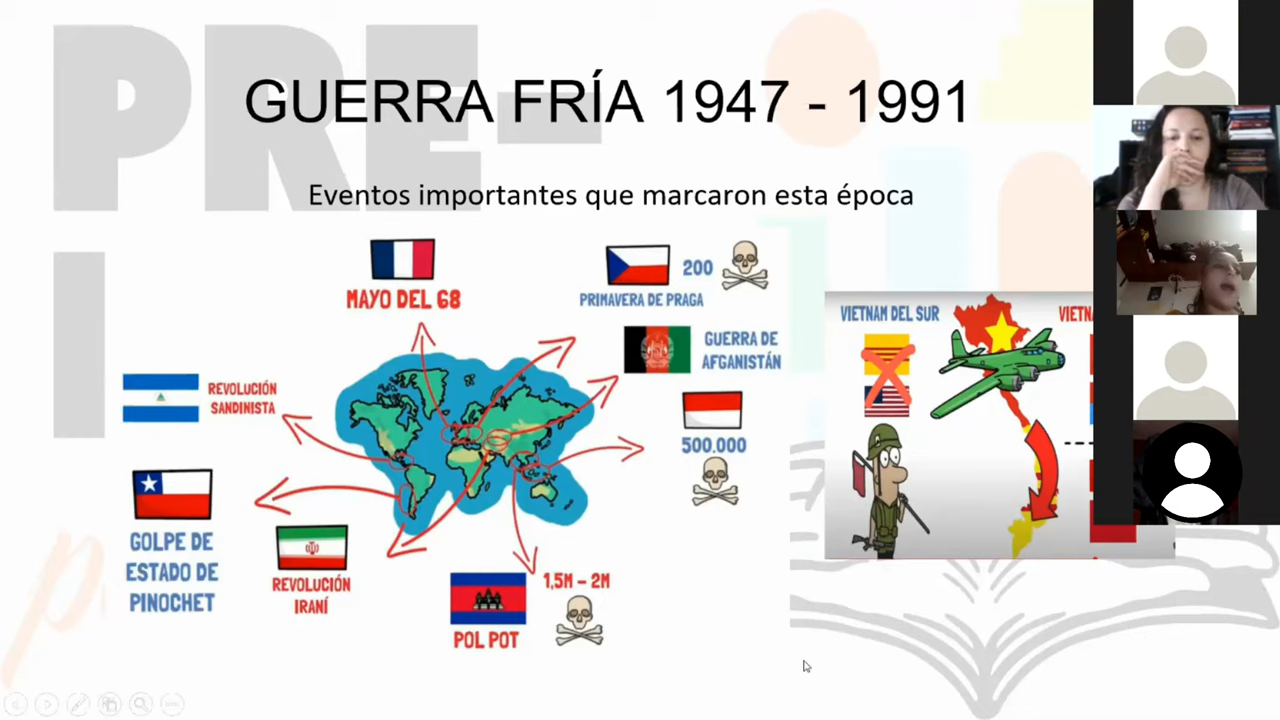 PRE-
GUERRA FRÍA 1947 - 1991
Eventos importantes que marcaron esta época
MAYO DEL 68
200
PRIMAVERA DE PRAGA
GUERRA DE
AFGANISTÁN
REVOLUCIÓN
SANDINISTA
500.000
GOLPE DE
ESTADO DE
PINOCHET
REVOLUCIÓN
IRANÍ
POL POT
1,5M – 2M
VIETNAM DEL SUR